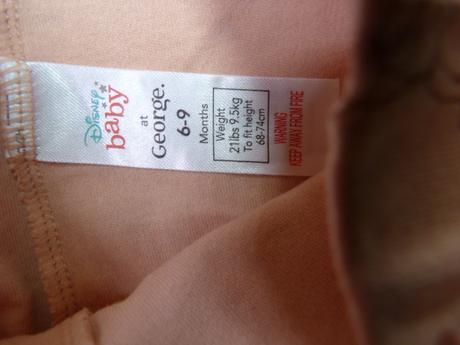 DISNEY
baby
at
George.
6-9
Months
Weight
21lbs 9.5kg
To fit height
68-74cm
WARNING
KEEP AWAY FROM FIRE